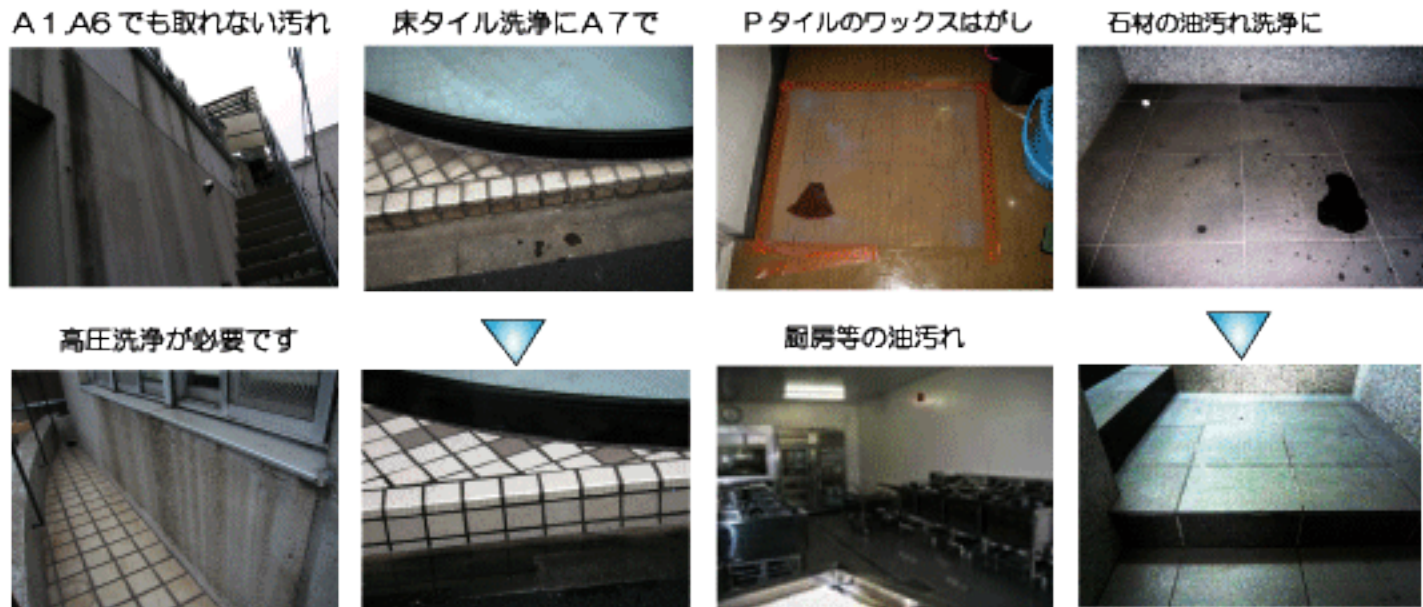 A1,A6でも取れない汚れ
床タイル洗浄にA7で
Pタイルのワックスはがし
石材の油汚れ洗浄に
高圧洗浄が必要です
厨房等の油汚れ